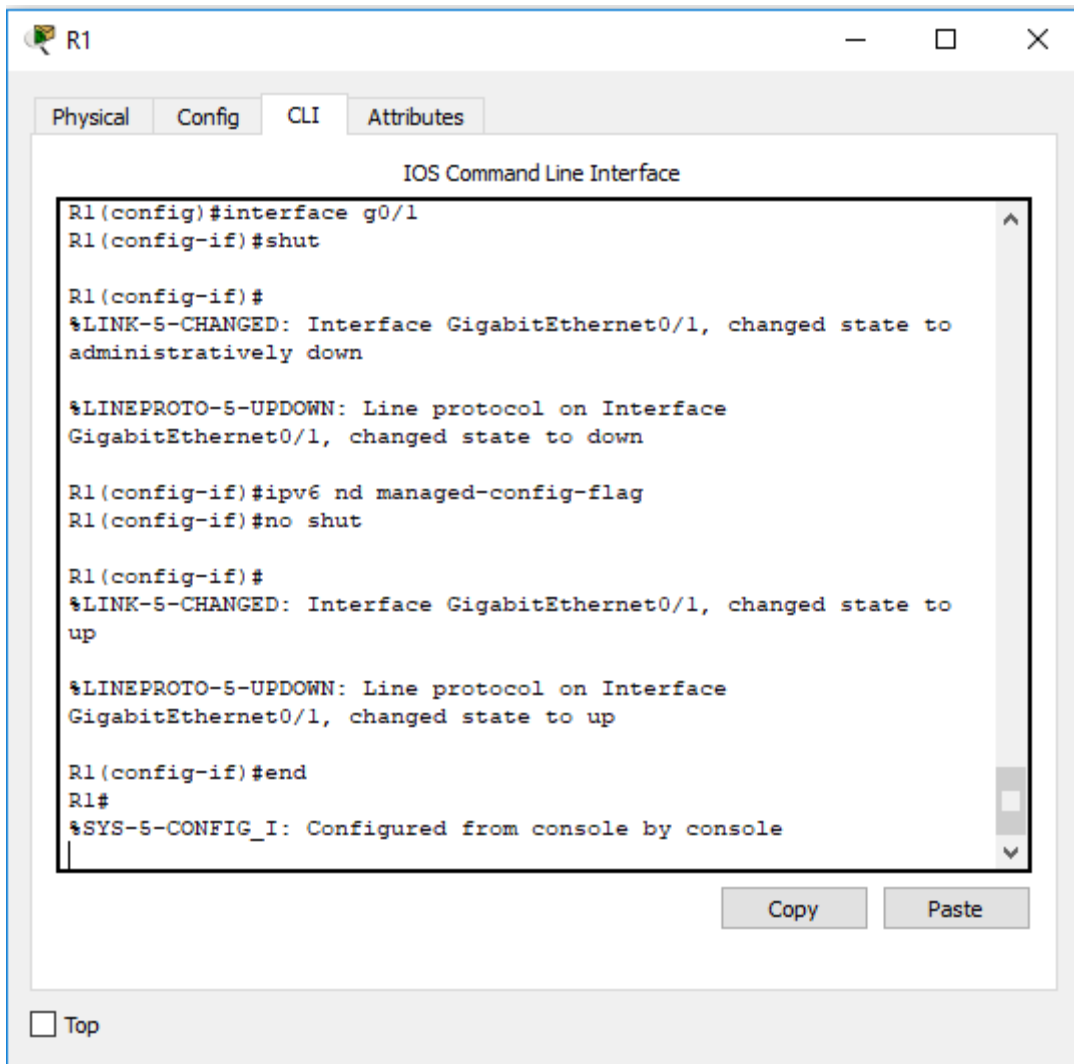 R1
Physical Config CLI Attributes
IOS Command Line Interface
R1(config)#interface g0/1
R1(config-if)#shut
R1(config-if)#
%LINK-5-CHANGED: Interface GigabitEthernet0/1, changed state to
administratively down
%LINEPROTO-5-UPDOWN: Line protocol on Interface
GigabitEthernet0/1, changed state to down
R1(config-if)#ipv6 nd managed-config-flag
R1(config-if)#no shut
R1(config-if)#
%LINK-5-CHANGED: Interface GigabitEthernet0/1, changed state to
up
%LINEPROTO-5-UPDOWN: Line protocol on Interface
GigabitEthernet0/1, changed state to up
R1(config-if)#end
R1#
%SYS-5-CONFIG_I: Configured from console by console
Copy Paste
Top